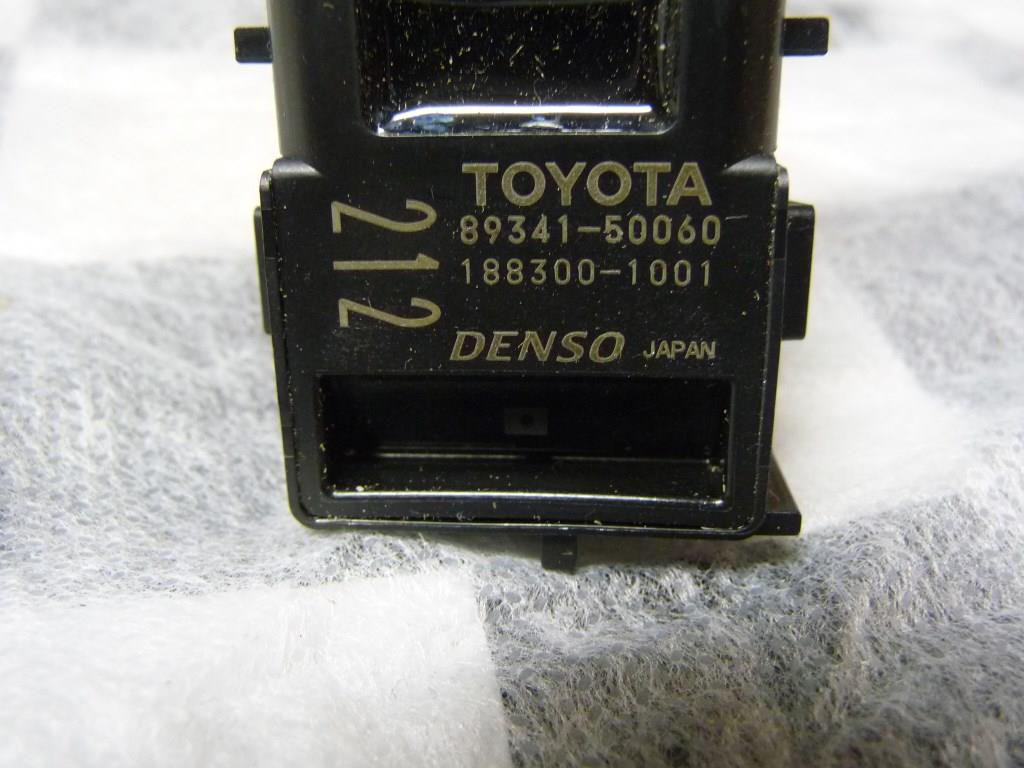 TOYOTA
89341-50060
188300-1001
DENSO JAPAN
212